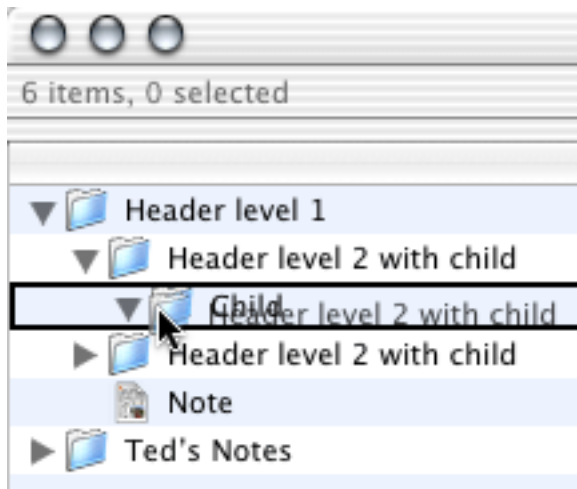 6 items, 0 selected
Header level 1
Header level 2 with child
Child
Header level 2 with child
Header level 2 with child
Note
Ted's Notes